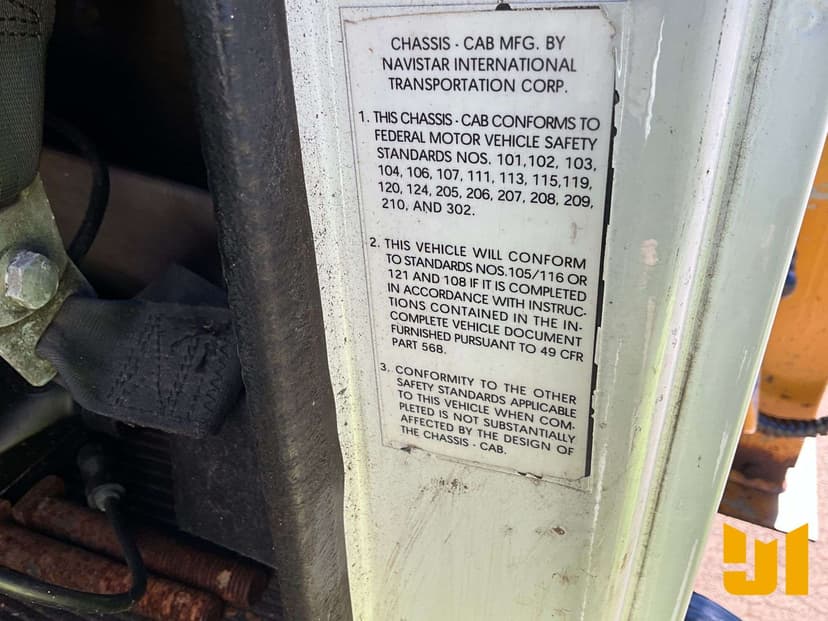 CHASSIS - CAB MFG. BY
NAVISTAR INTERNATIONAL
TRANSPORTATION CORP.
1. THIS CHASSIS - CAB CONFORMS TO
FEDERAL MOTOR VEHICLE SAFETY
STANDARDS NOS. 101, 102, 103,
104, 106, 107, 111, 113, 115, 119,
120, 124, 205, 206, 207, 208, 209,
210, AND 302.
2. THIS VEHICLE WILL CONFORM
TO STANDARDS NOS. 105/116 OR
121 AND 108 IF IT IS COMPLETED
IN ACCORDANCE WITH INSTRUC-
TIONS CONTAINED IN THE IN-
COMPLETE VEHICLE DOCUMENT
FURNISHED PURSUANT TO 49 CFR
PART 568.
3. CONFORMITY TO THE OTHER
SAFETY STANDARDS APPLICABLE
TO THIS VEHICLE WHEN COM-
PLETED IS NOT SUBSTANTIALLY
AFFECTED BY THE DESIGN OF
THE CHASSIS - CAB.